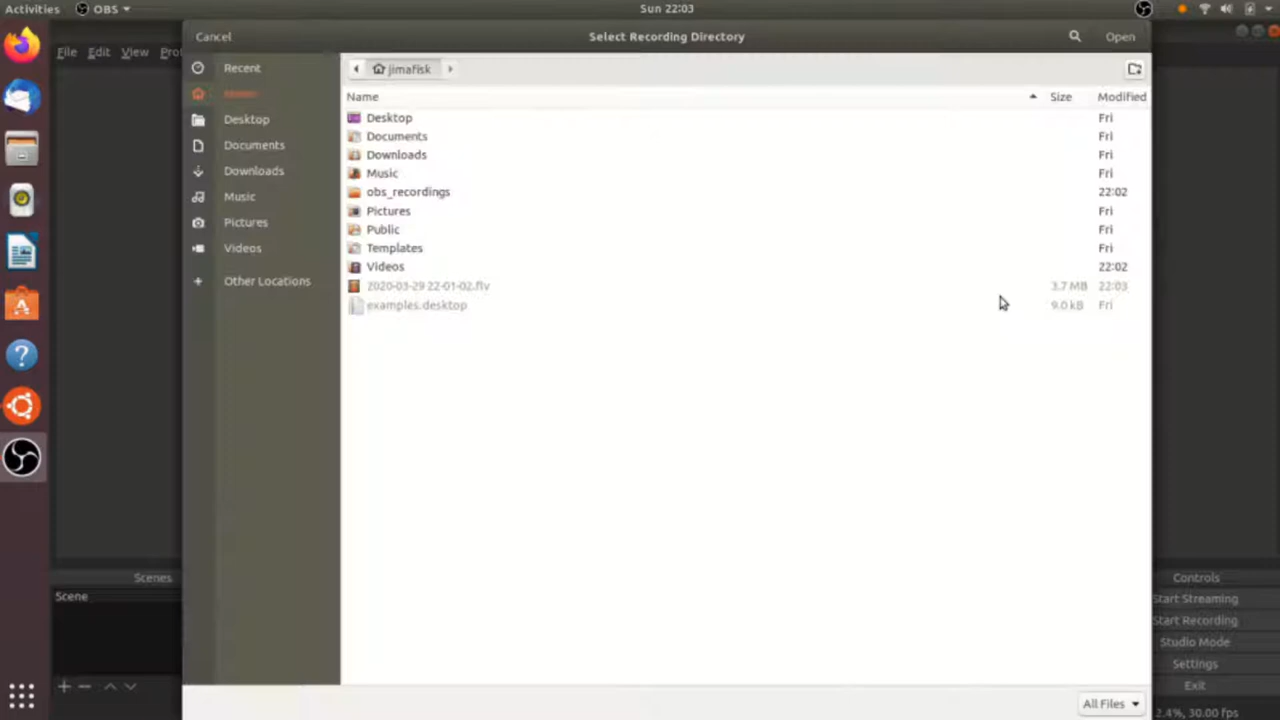 Activities OBS Sun 22:03
Cancel Select Recording Directory Open
File Edit View
Recent jimafisk
Name Size Modified
Desktop
Documents
Downloads
Music
Pictures
Videos
Other Locations
Desktop Fri
Documents Fri
Downloads Fri
Music Fri
obs_recordings 22:02
Pictures Fri
Public Fri
Templates Fri
Videos 22:02
2020-03-29 22-01-02.flv 3.7 MB 22:03
examples.desktop 9.0 kB Fri
Scenes
Scene
Controls
Start Streaming
Start Recording
Studio Mode
Settings
Exit
All Files
2.4%, 30.00 fps